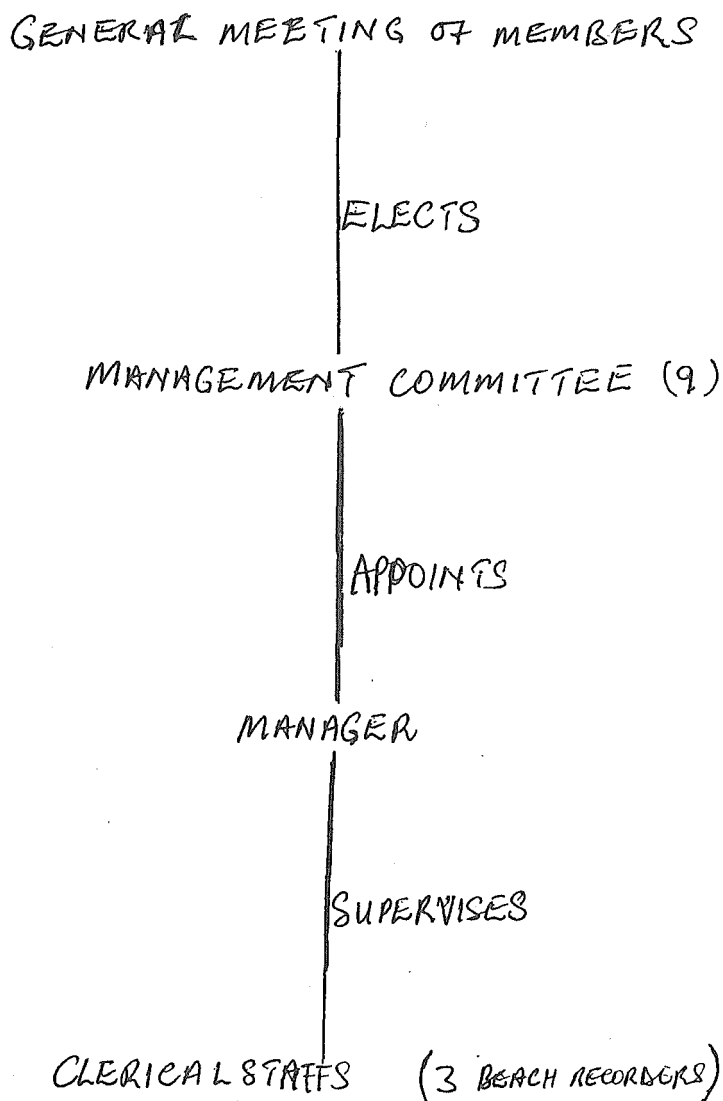 GENERAL MEETING OF MEMBERS
ELECTS
MANAGEMENT COMMITTEE (9)
APPOINTS
MANAGER
SUPERVISES
CLERICAL STAFFS (3 BEACH RECORDERS)